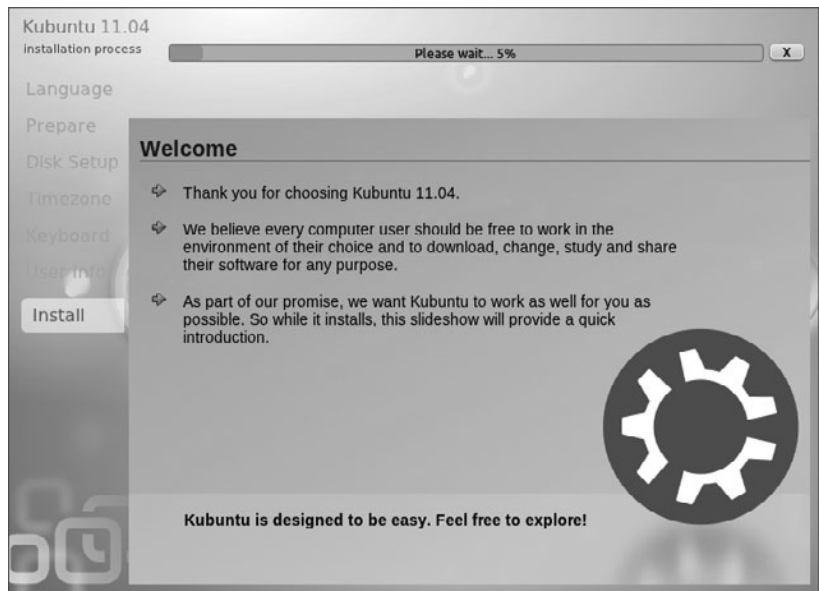 Kubuntu 11.04
installation process
Please wait... 5%
X
Language
Prepare
Disk Setup
Timezone
Keyboard
User Info
Install
Welcome
Thank you for choosing Kubuntu 11.04.
We believe every computer user should be free to work in the
environment of their choice and to download, change, study and share
their software for any purpose.
As part of our promise, we want Kubuntu to work as well for you as
possible. So while it installs, this slideshow will provide a quick
introduction.
Kubuntu is designed to be easy. Feel free to explore!